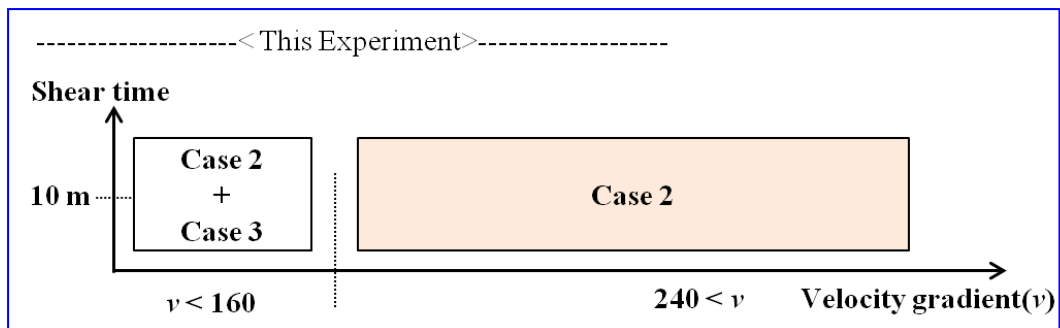 --------------------< This Experiment>-------------------
Shear time
Case 2
+
Case 3
10 m
Case 2
v < 160
240 < v
Velocity gradient(v)